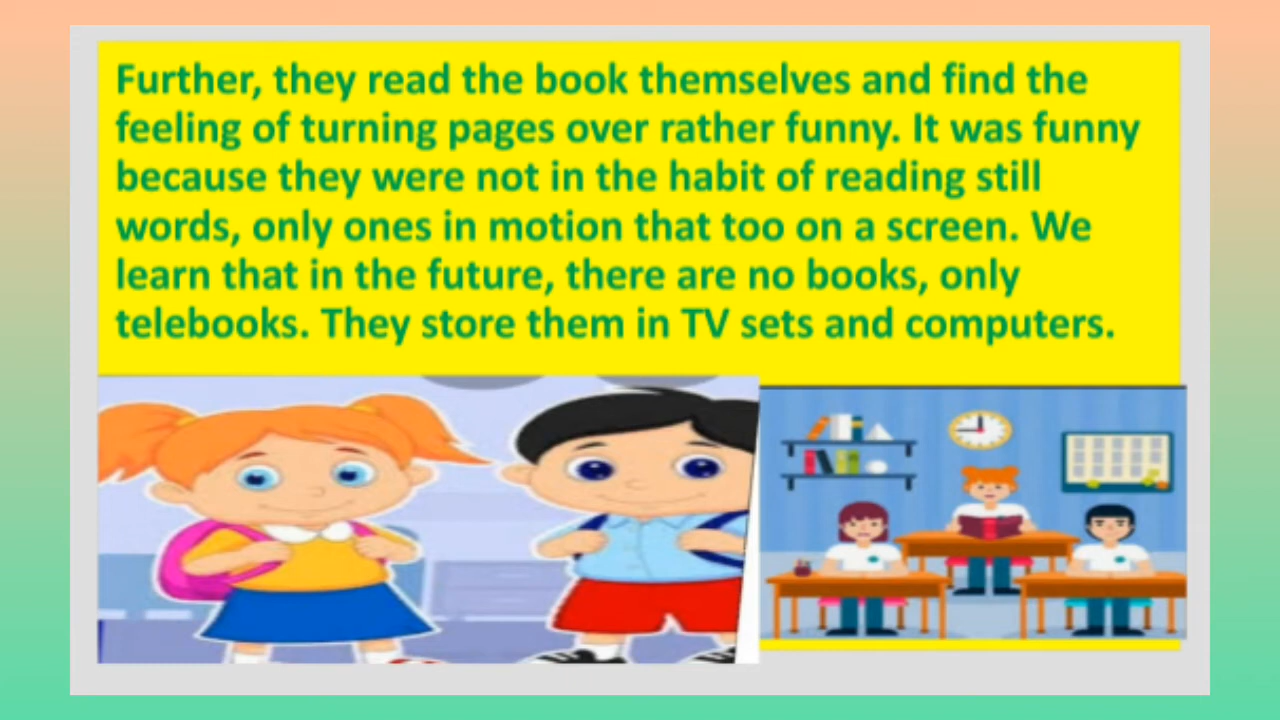 Further, they read the book themselves and find the
feeling of turning pages over rather funny. It was funny
because they were not in the habit of reading still
words, only ones in motion that too on a screen. We
learn that in the future, there are no books, only
telebooks. They store them in TV sets and computers.